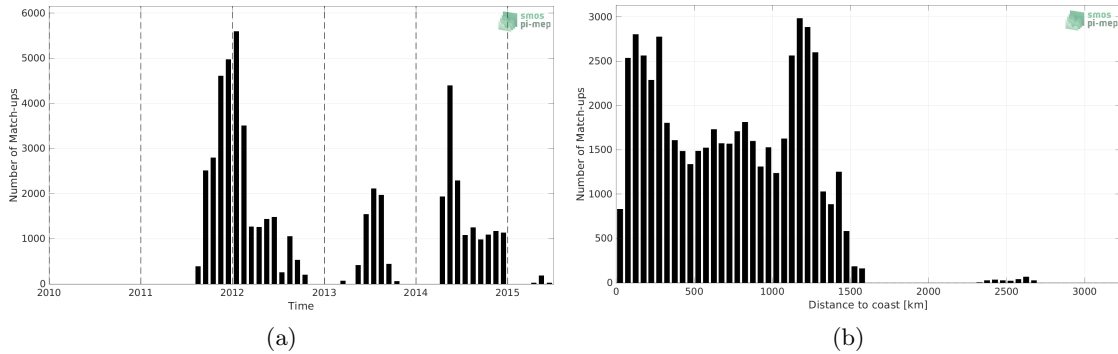 6000
5000
4000
3000
2000
1000
0
Number of Match-ups
2010 2011 2012 2013 2014 2015
Time
smos
pi-mep
(a)
3000
2500
2000
1500
1000
500
0
Number of Match-ups
0 500 1000 1500 2000 2500 3000
Distance to coast [km]
smos
pi-mep
(b)